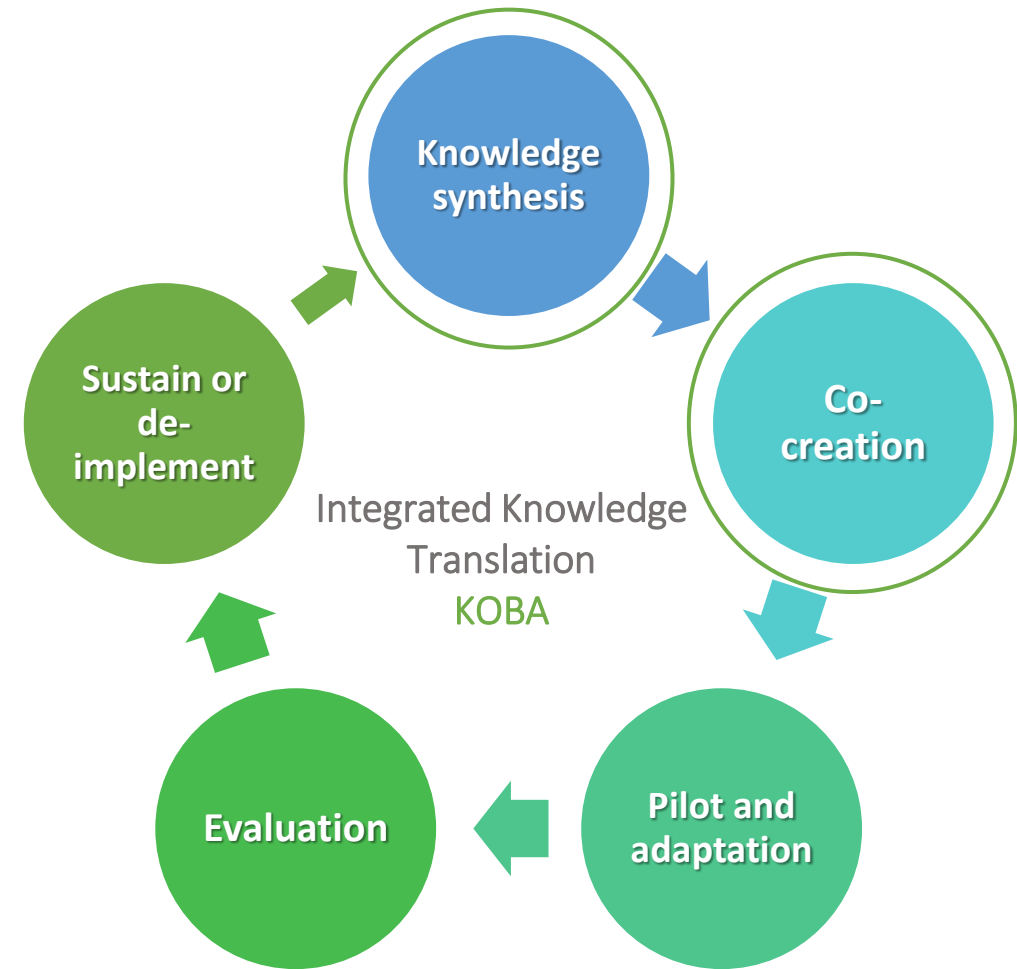 Knowledge
synthesis
Co-
creation
Pilot and
adaptation
Evaluation
Sustain or
de-
implement
Integrated Knowledge
Translation
KOBA